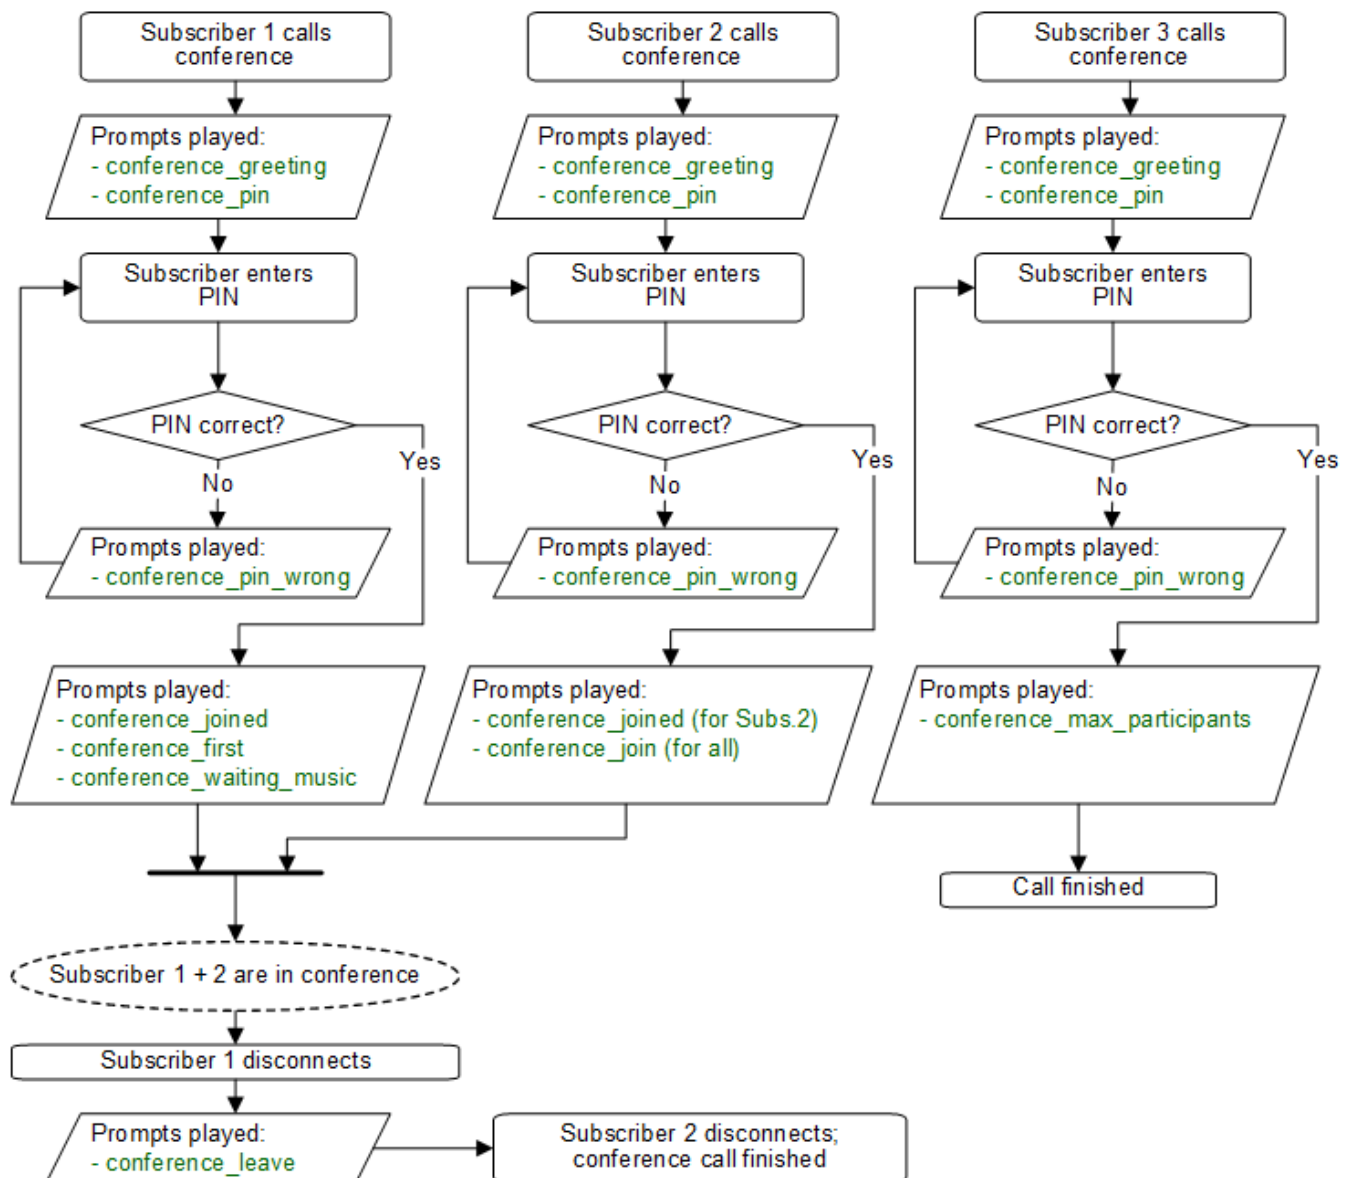 Subscriber 1 calls
conference
Prompts played:
- conference_greeting
- conference_pin
Subscriber enters
PIN
PIN correct?
Yes
No
Prompts played:
- conference_pin_wrong
Prompts played:
- conference_joined
- conference_first
- conference_waiting_music
Subscriber 2 calls
conference
Prompts played:
- conference_greeting
- conference_pin
Subscriber enters
PIN
PIN correct?
Yes
No
Prompts played:
- conference_pin_wrong
Prompts played:
- conference_joined (for Subs.2)
- conference_join (for all)
Subscriber 3 calls
conference
Prompts played:
- conference_greeting
- conference_pin
Subscriber enters
PIN
PIN correct?
Yes
No
Prompts played:
- conference_pin_wrong
Prompts played:
- conference_max_participants
Call finished
Subscriber 1 + 2 are in conference
Subscriber 1 disconnects
Prompts played:
- conference_leave
Subscriber 2 disconnects;
conference call finished